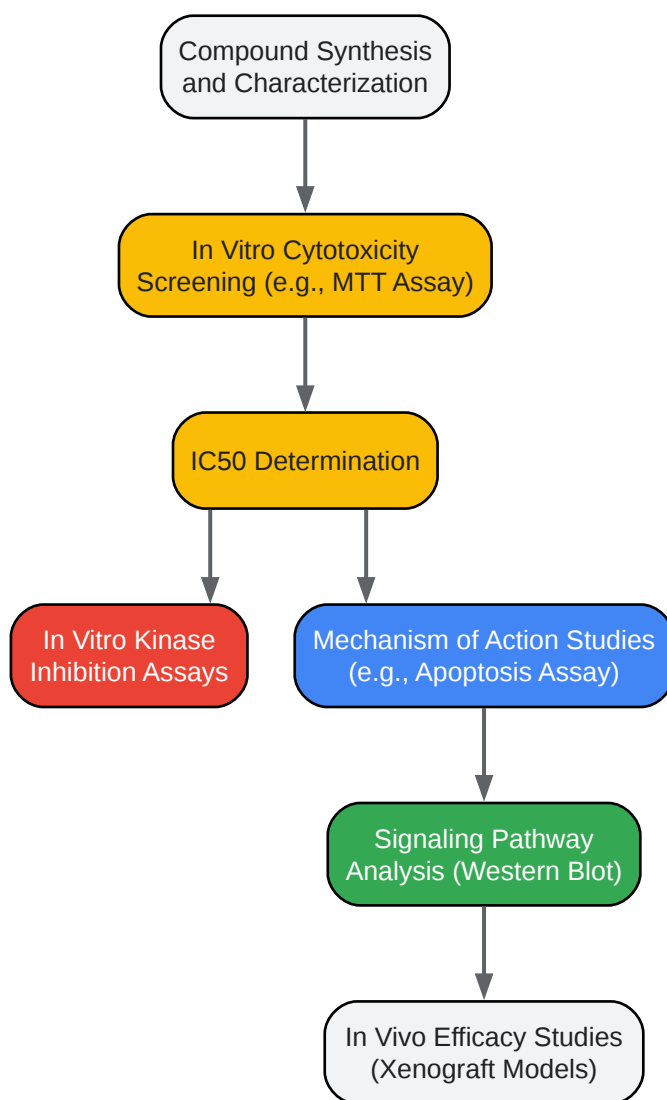 Compound Synthesis
and Characterization
In Vitro Cytotoxicity
Screening (e.g., MTT Assay)
IC50 Determination
In Vitro Kinase
Inhibition Assays
Mechanism of Action Studies
(e.g., Apoptosis Assay)
Signaling Pathway
Analysis (Western Blot)
In Vivo Efficacy Studies
(Xenograft Models)